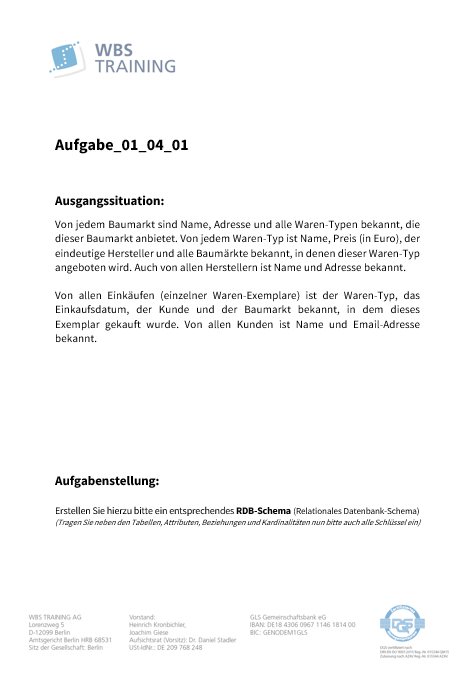 WBS
TRAINING
Aufgabe_01_04_01
Ausgangssituation:
Von jedem Baumarkt sind Name, Adresse und alle Waren-Typen bekannt, die
dieser Baumarkt anbietet. Von jedem Waren-Typ ist Name, Preis (in Euro), der
eindeutige Hersteller und alle Baumärkte bekannt, in denen dieser Waren-Typ
angeboten wird. Auch von allen Herstellern ist Name und Adresse bekannt.
Von allen Einkäufen (einzelner Waren-Exemplare) ist der Waren-Typ, das
Einkaufsdatum, der Kunde und der Baumarkt bekannt, in dem dieses
Exemplar gekauft wurde. Von allen Kunden ist Name und Email-Adresse
bekannt.
Aufgabenstellung:
Erstellen Sie hierzu bitte ein entsprechendes RDB-Schema (Relationales Datenbank-Schema)
(Tragen Sie neben den Tabellen, Attributen, Beziehungen und Kardinalitäten nun bitte auch alle Schlüssel ein)
WBS TRAINING AG
Lorenzweg 5
D-12099 Berlin
Amtsgericht Berlin HRB 68531
Sitz der Gesellschaft: Berlin
Vorstand:
Heinrich Kronbichler,
Joachim Giese
Aufsichtsrat (Vorsitz): Dr. Daniel Stadler
USt-IdNr.: DE 209 768 248
GLS Gemeinschaftsbank eG
IBAN: DE18 4306 0967 1146 1814 00
BIC: GENODEM1GLS